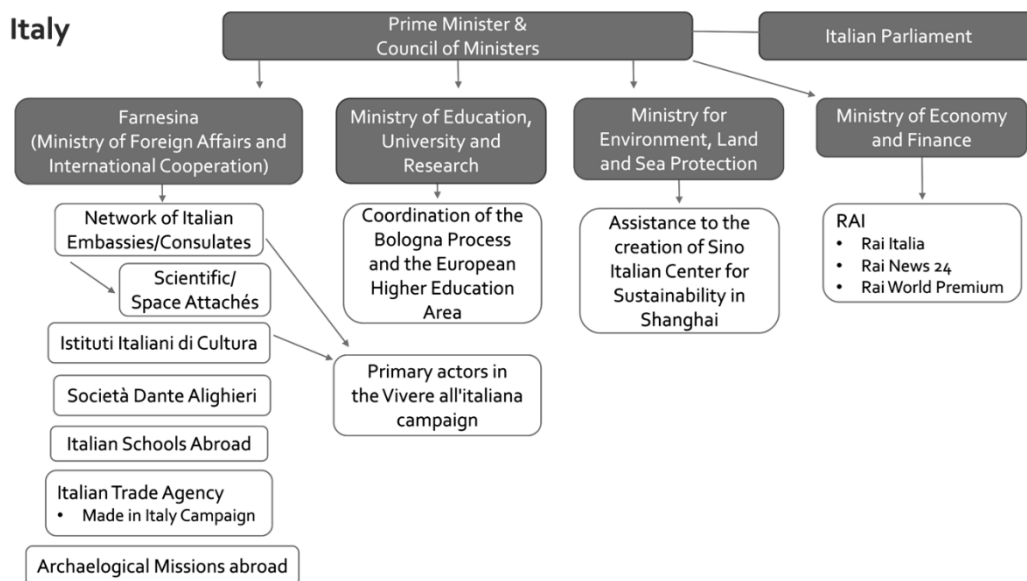 Italy
Prime Minister &
Council of Ministers
Italian Parliament
Farnesina
(Ministry of Foreign Affairs and
International Cooperation)
Ministry of Education,
University and
Research
Ministry for
Environment, Land
and Sea Protection
Ministry of Economy
and Finance
Network of Italian
Embassies/Consulates
Scientific/
Space Attachés
Istituti Italiani di Cultura
Società Dante Alighieri
Italian Schools Abroad
Italian Trade Agency
• Made in Italy Campaign
Archaelogical Missions abroad
Coordination of the
Bologna Process
and the European
Higher Education
Area
Primary actors in
the Vivere all'italiana
campaign
Assistance to the
creation of Sino
Italian Center for
Sustainability in
Shanghai
RAI
• Rai Italia
• Rai News 24
• Rai World Premium